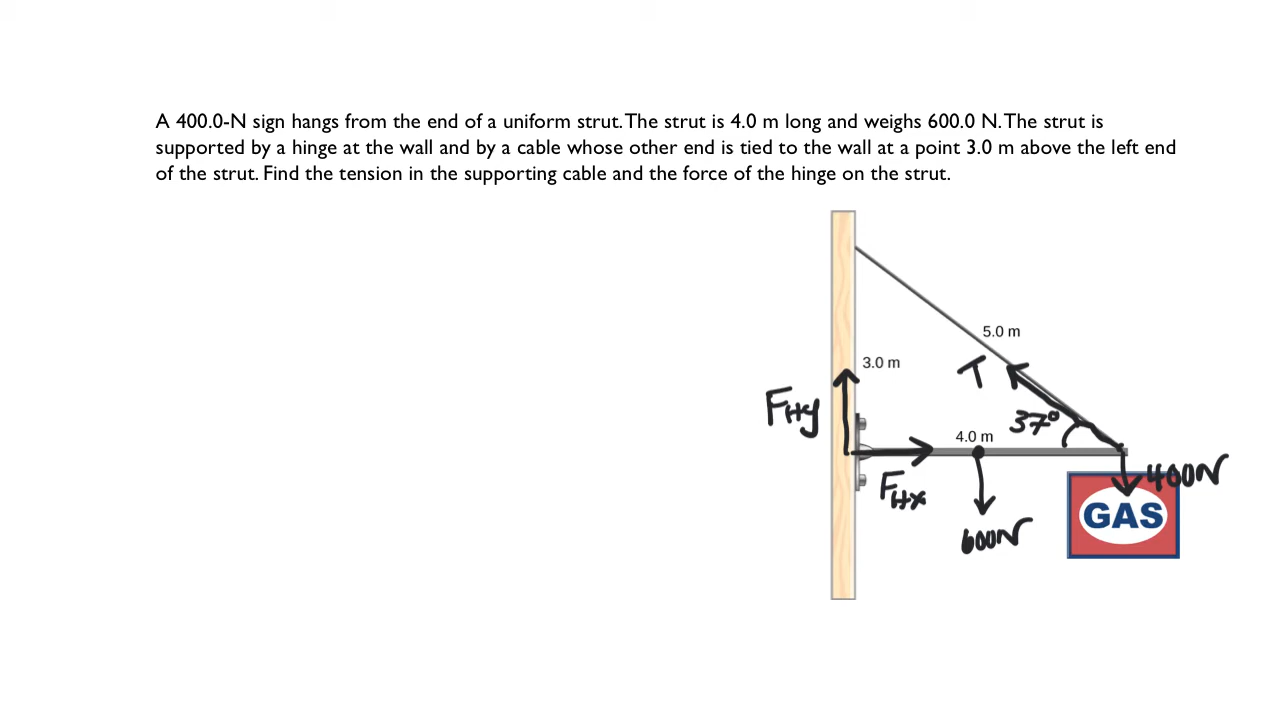 A 400.0-N sign hangs from the end of a uniform strut. The strut is 4.0 m long and weighs 600.0 N. The strut is
supported by a hinge at the wall and by a cable whose other end is tied to the wall at a point 3.0 m above the left end
of the strut. Find the tension in the supporting cable and the force of the hinge on the strut.
5.0 m
3.0 m
T
FHy
37°
4.0 m
400N
FHx
GAS
600N